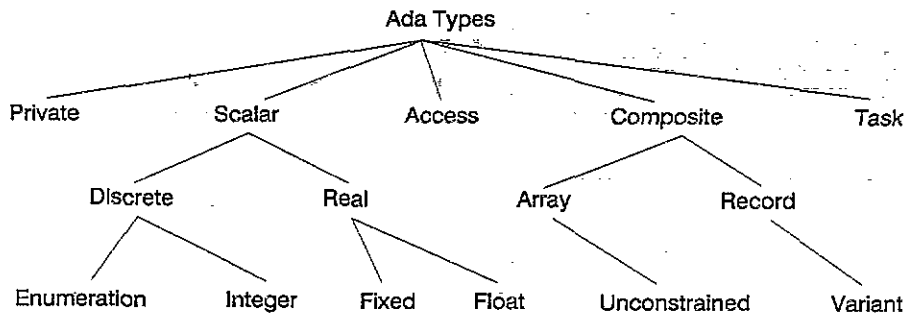 Ada Types
Private Scalar Access Composite Task
Discrete Real Array Record
Enumeration Integer Fixed Float Unconstrained Variant